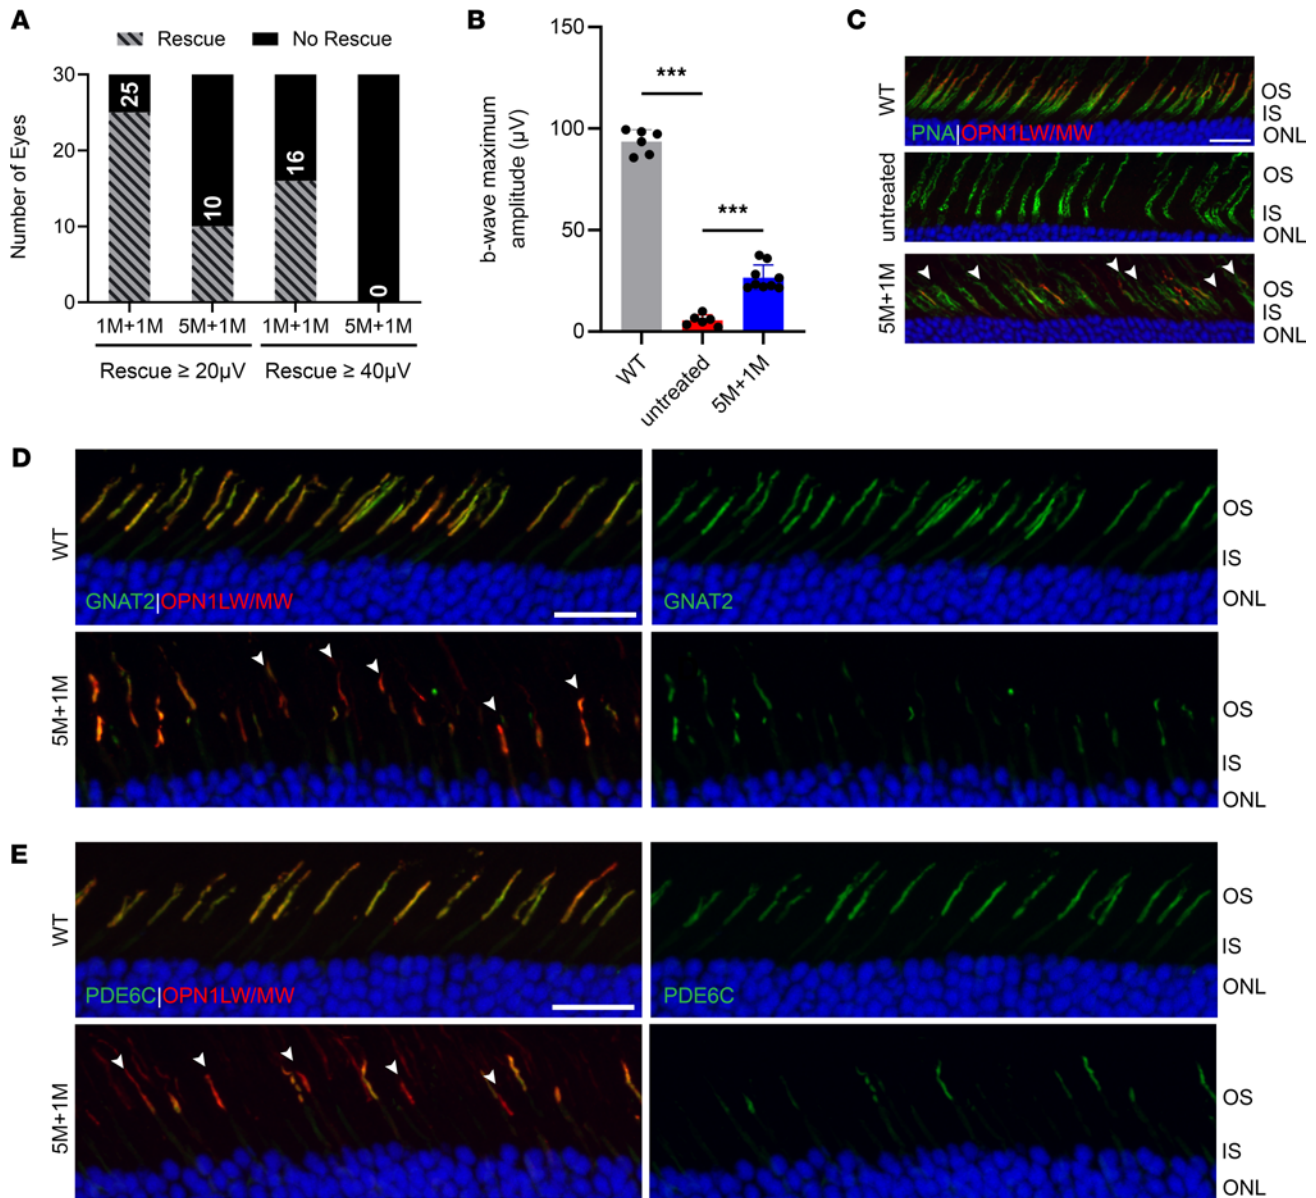 A
Rescue
No Rescue
Number of Eyes
30
20
10
0
25
10
16
0
1M+1M
5M+1M
1M+1M
5M+1M
Rescue ≥ 20µV
Rescue ≥ 40µV
B
b-wave maximum
amplitude (µV)
150
100
50
0
***
***
WT
untreated
5M+1M
C
WT
PNA|OPN1LW/MW
OS
IS
ONL
untreated
OS
IS
ONL
5M+1M
OS
IS
ONL
D
WT
GNAT2|OPN1LW/MW
GNAT2
OS
IS
ONL
5M+1M
OS
IS
ONL
E
WT
PDE6C|OPN1LW/MW
PDE6C
OS
IS
ONL
5M+1M
OS
IS
ONL